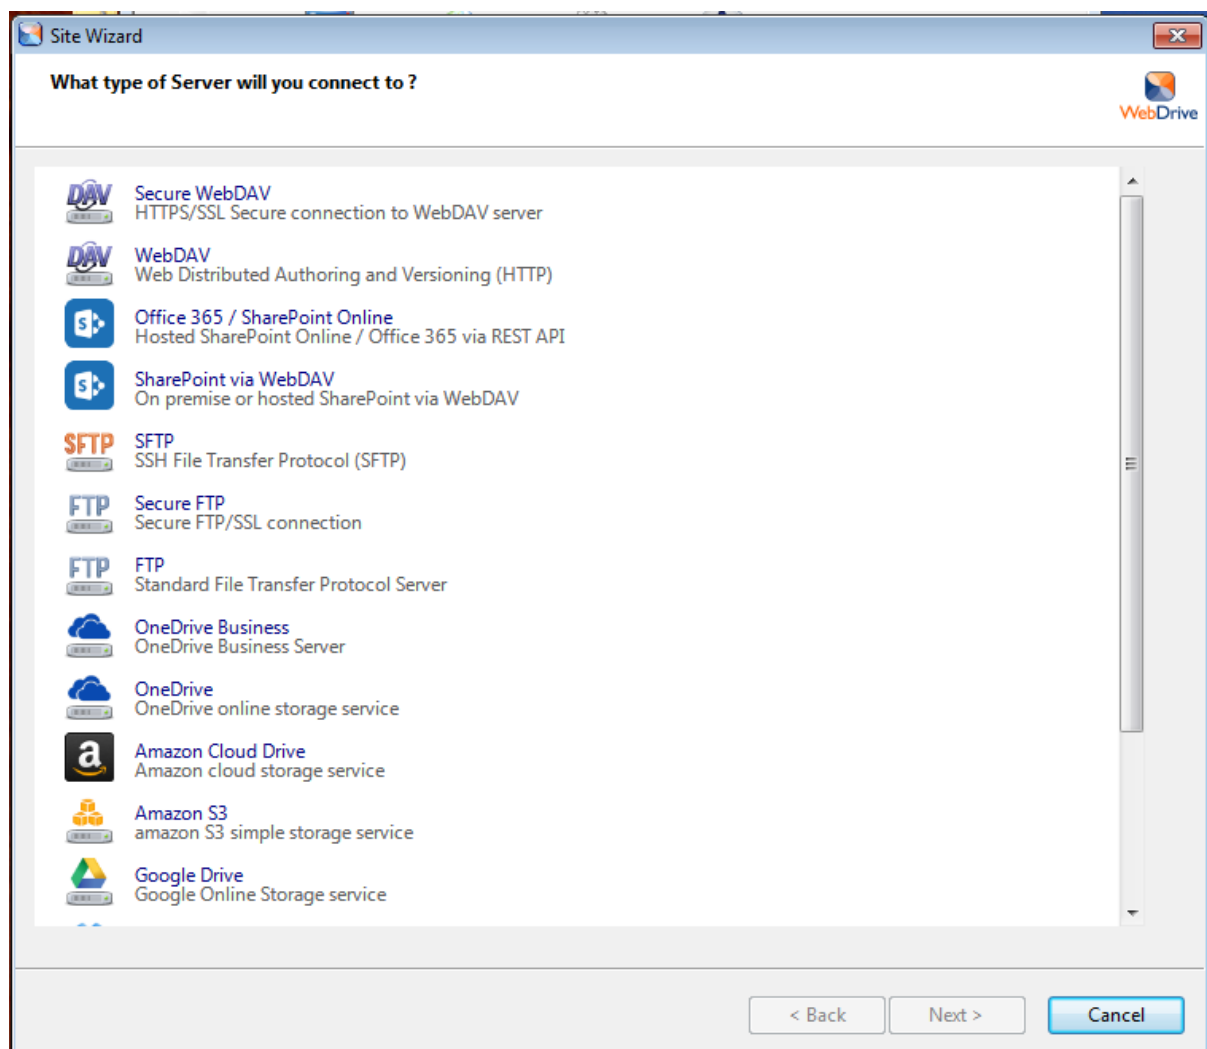 Site Wizard
What type of Server will you connect to ?
WebDrive
DAV
Secure WebDAV
HTTPS/SSL Secure connection to WebDAV server
DAV
WebDAV
Web Distributed Authoring and Versioning (HTTP)
S
Office 365 / SharePoint Online
Hosted SharePoint Online / Office 365 via REST API
S
SharePoint via WebDAV
On premise or hosted SharePoint via WebDAV
SFTP
SFTP
SSH File Transfer Protocol (SFTP)
FTP
Secure FTP
Secure FTP/SSL connection
FTP
FTP
Standard File Transfer Protocol Server
OneDrive Business
OneDrive Business Server
OneDrive
OneDrive online storage service
a
Amazon Cloud Drive
Amazon cloud storage service
Amazon S3
amazon S3 simple storage service
Google Drive
Google Online Storage service
< Back
Next >
Cancel